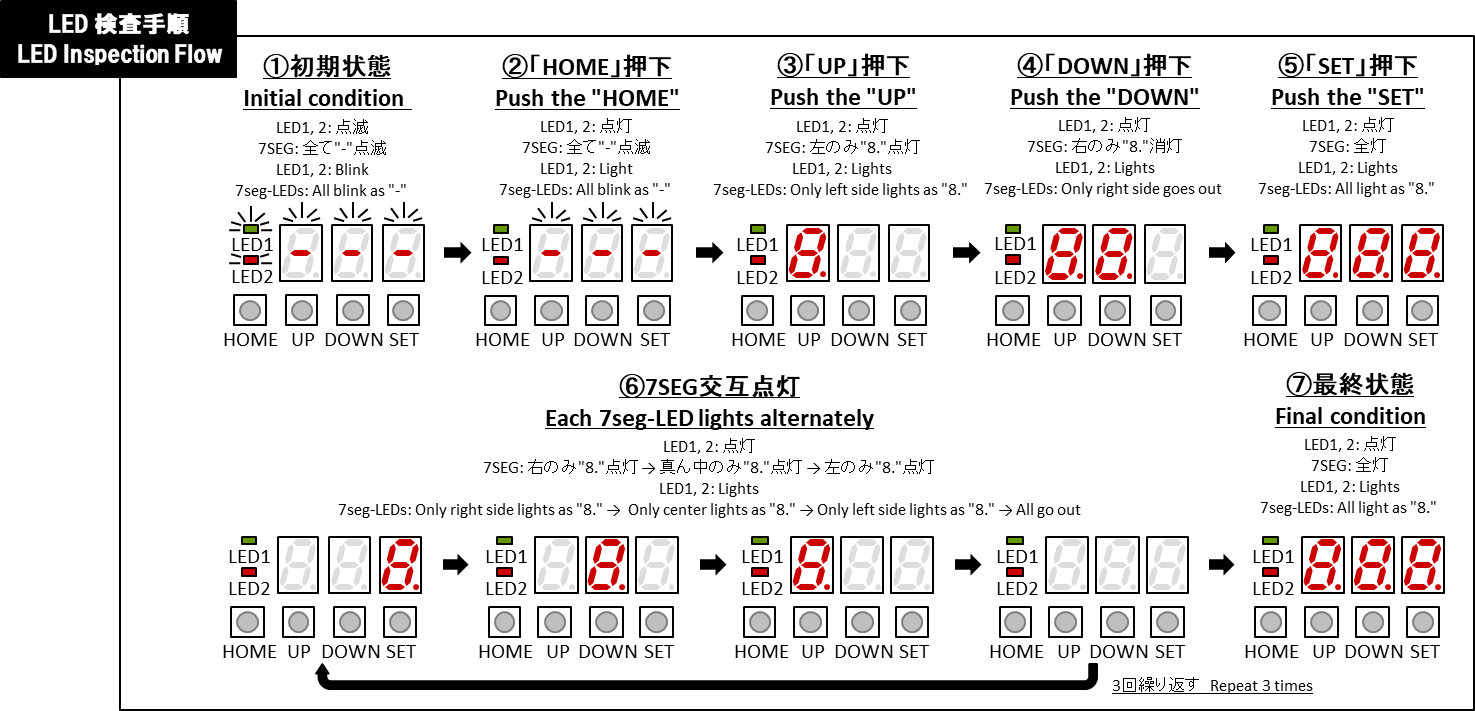 LED 検査手順
LED Inspection Flow
①初期状態
Initial condition
LED1, 2: 点滅
7SEG: 全て"-"点滅
LED1, 2: Blink
7seg-LEDs: All blink as "-"
LED1
LED2
HOME UP DOWN SET
②「HOME」押下
Push the "HOME"
LED1, 2: 点灯
7SEG: 全て"-"点滅
LED1, 2: Light
7seg-LEDs: All blink as "-"
LED1
LED2
HOME UP DOWN SET
③「UP」押下
Push the "UP"
LED1, 2: 点灯
7SEG: 左のみ"8."点灯
LED1, 2: Lights
7seg-LEDs: Only left side lights as "8."
LED1
LED2
HOME UP DOWN SET
④「DOWN」押下
Push the "DOWN"
LED1, 2: 点灯
7SEG: 右のみ"8."消灯
LED1, 2: Lights
7seg-LEDs: Only right side goes out
LED1
LED2
HOME UP DOWN SET
⑤「SET」押下
Push the "SET"
LED1, 2: 点灯
7SEG: 全灯
LED1, 2: Lights
7seg-LEDs: All light as "8."
LED1
LED2
HOME UP DOWN SET
⑥7SEG交互点灯
Each 7seg-LED lights alternately
LED1, 2: 点灯
7SEG: 右のみ"8."点灯→真ん中のみ"8."点灯→左のみ"8."点灯
LED1, 2: Lights
7seg-LEDs: Only right side lights as "8." → Only center lights as "8." → Only left side lights as "8." → All go out
LED1
LED2
HOME UP DOWN SET
LED1
LED2
HOME UP DOWN SET
LED1
LED2
HOME UP DOWN SET
LED1
LED2
HOME UP DOWN SET
3回繰り返す Repeat 3 times
⑦最終状態
Final condition
LED1, 2: 点灯
7SEG: 全灯
LED1, 2: Lights
7seg-LEDs: All light as "8."
LED1
LED2
HOME UP DOWN SET